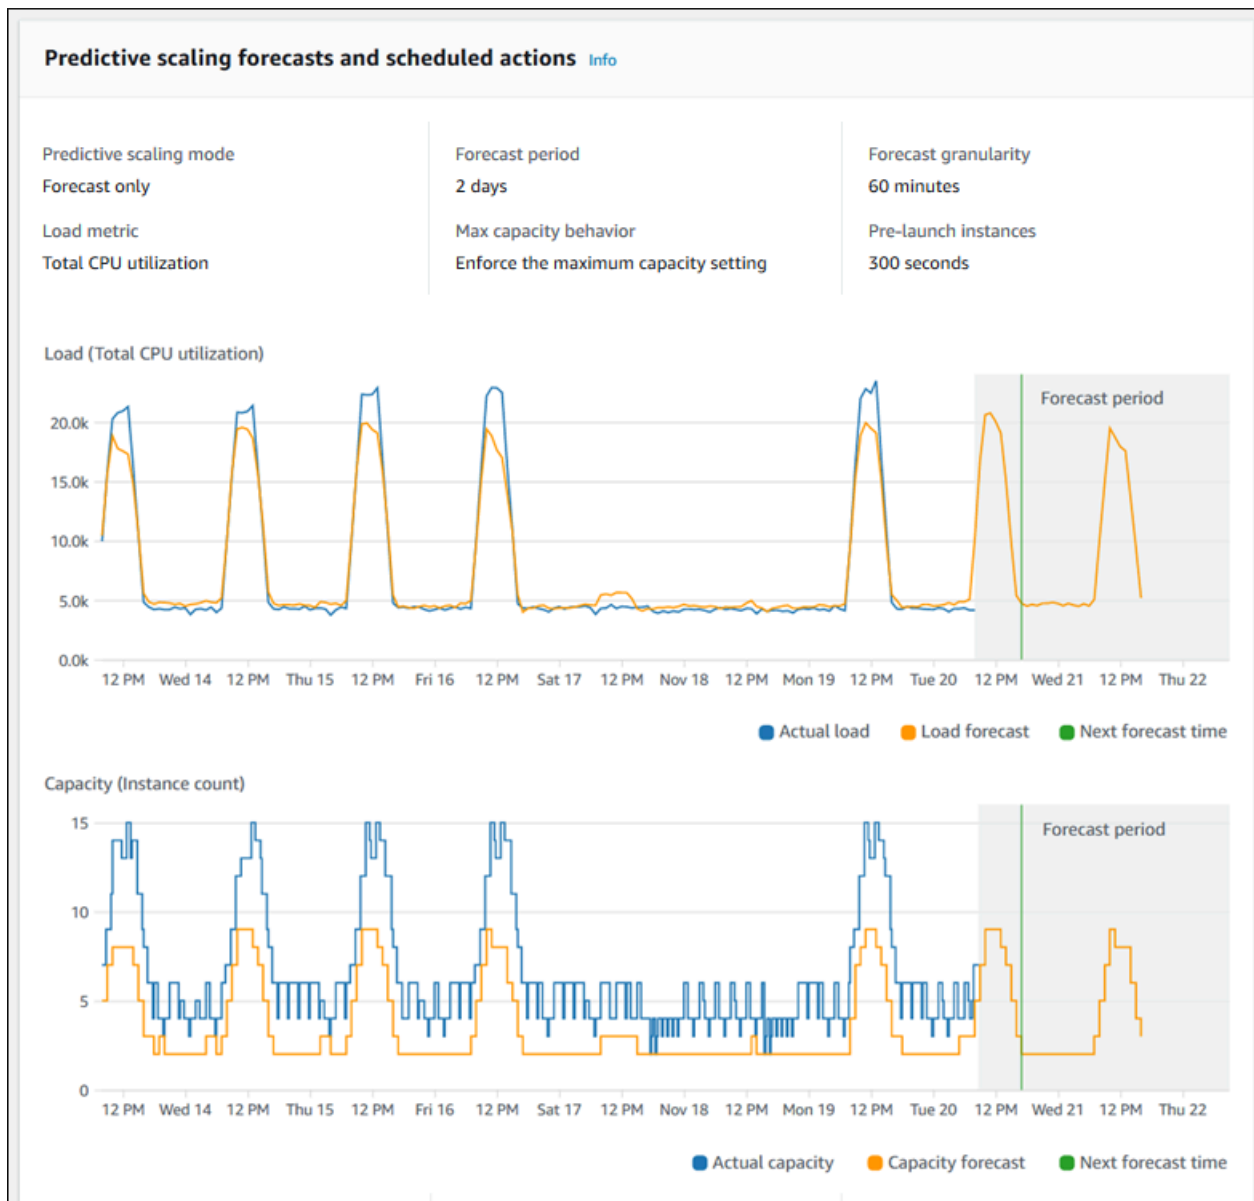 Predictive scaling forecasts and scheduled actions Info
Predictive scaling mode
Forecast only
Forecast period
2 days
Forecast granularity
60 minutes
Load metric
Total CPU utilization
Max capacity behavior
Enforce the maximum capacity setting
Pre-launch instances
300 seconds
Load (Total CPU utilization)
Forecast period
20.0k
15.0k
10.0k
5.0k
0.0k
12 PM Wed 14 12 PM Thu 15 12 PM Fri 16 12 PM Sat 17 12 PM Nov 18 12 PM Mon 19 12 PM Tue 20 12 PM Wed 21 12 PM Thu 22
Actual load Load forecast Next forecast time
Capacity (Instance count)
Forecast period
15
10
5
0
12 PM Wed 14 12 PM Thu 15 12 PM Fri 16 12 PM Sat 17 12 PM Nov 18 12 PM Mon 19 12 PM Tue 20 12 PM Wed 21 12 PM Thu 22
Actual capacity Capacity forecast Next forecast time